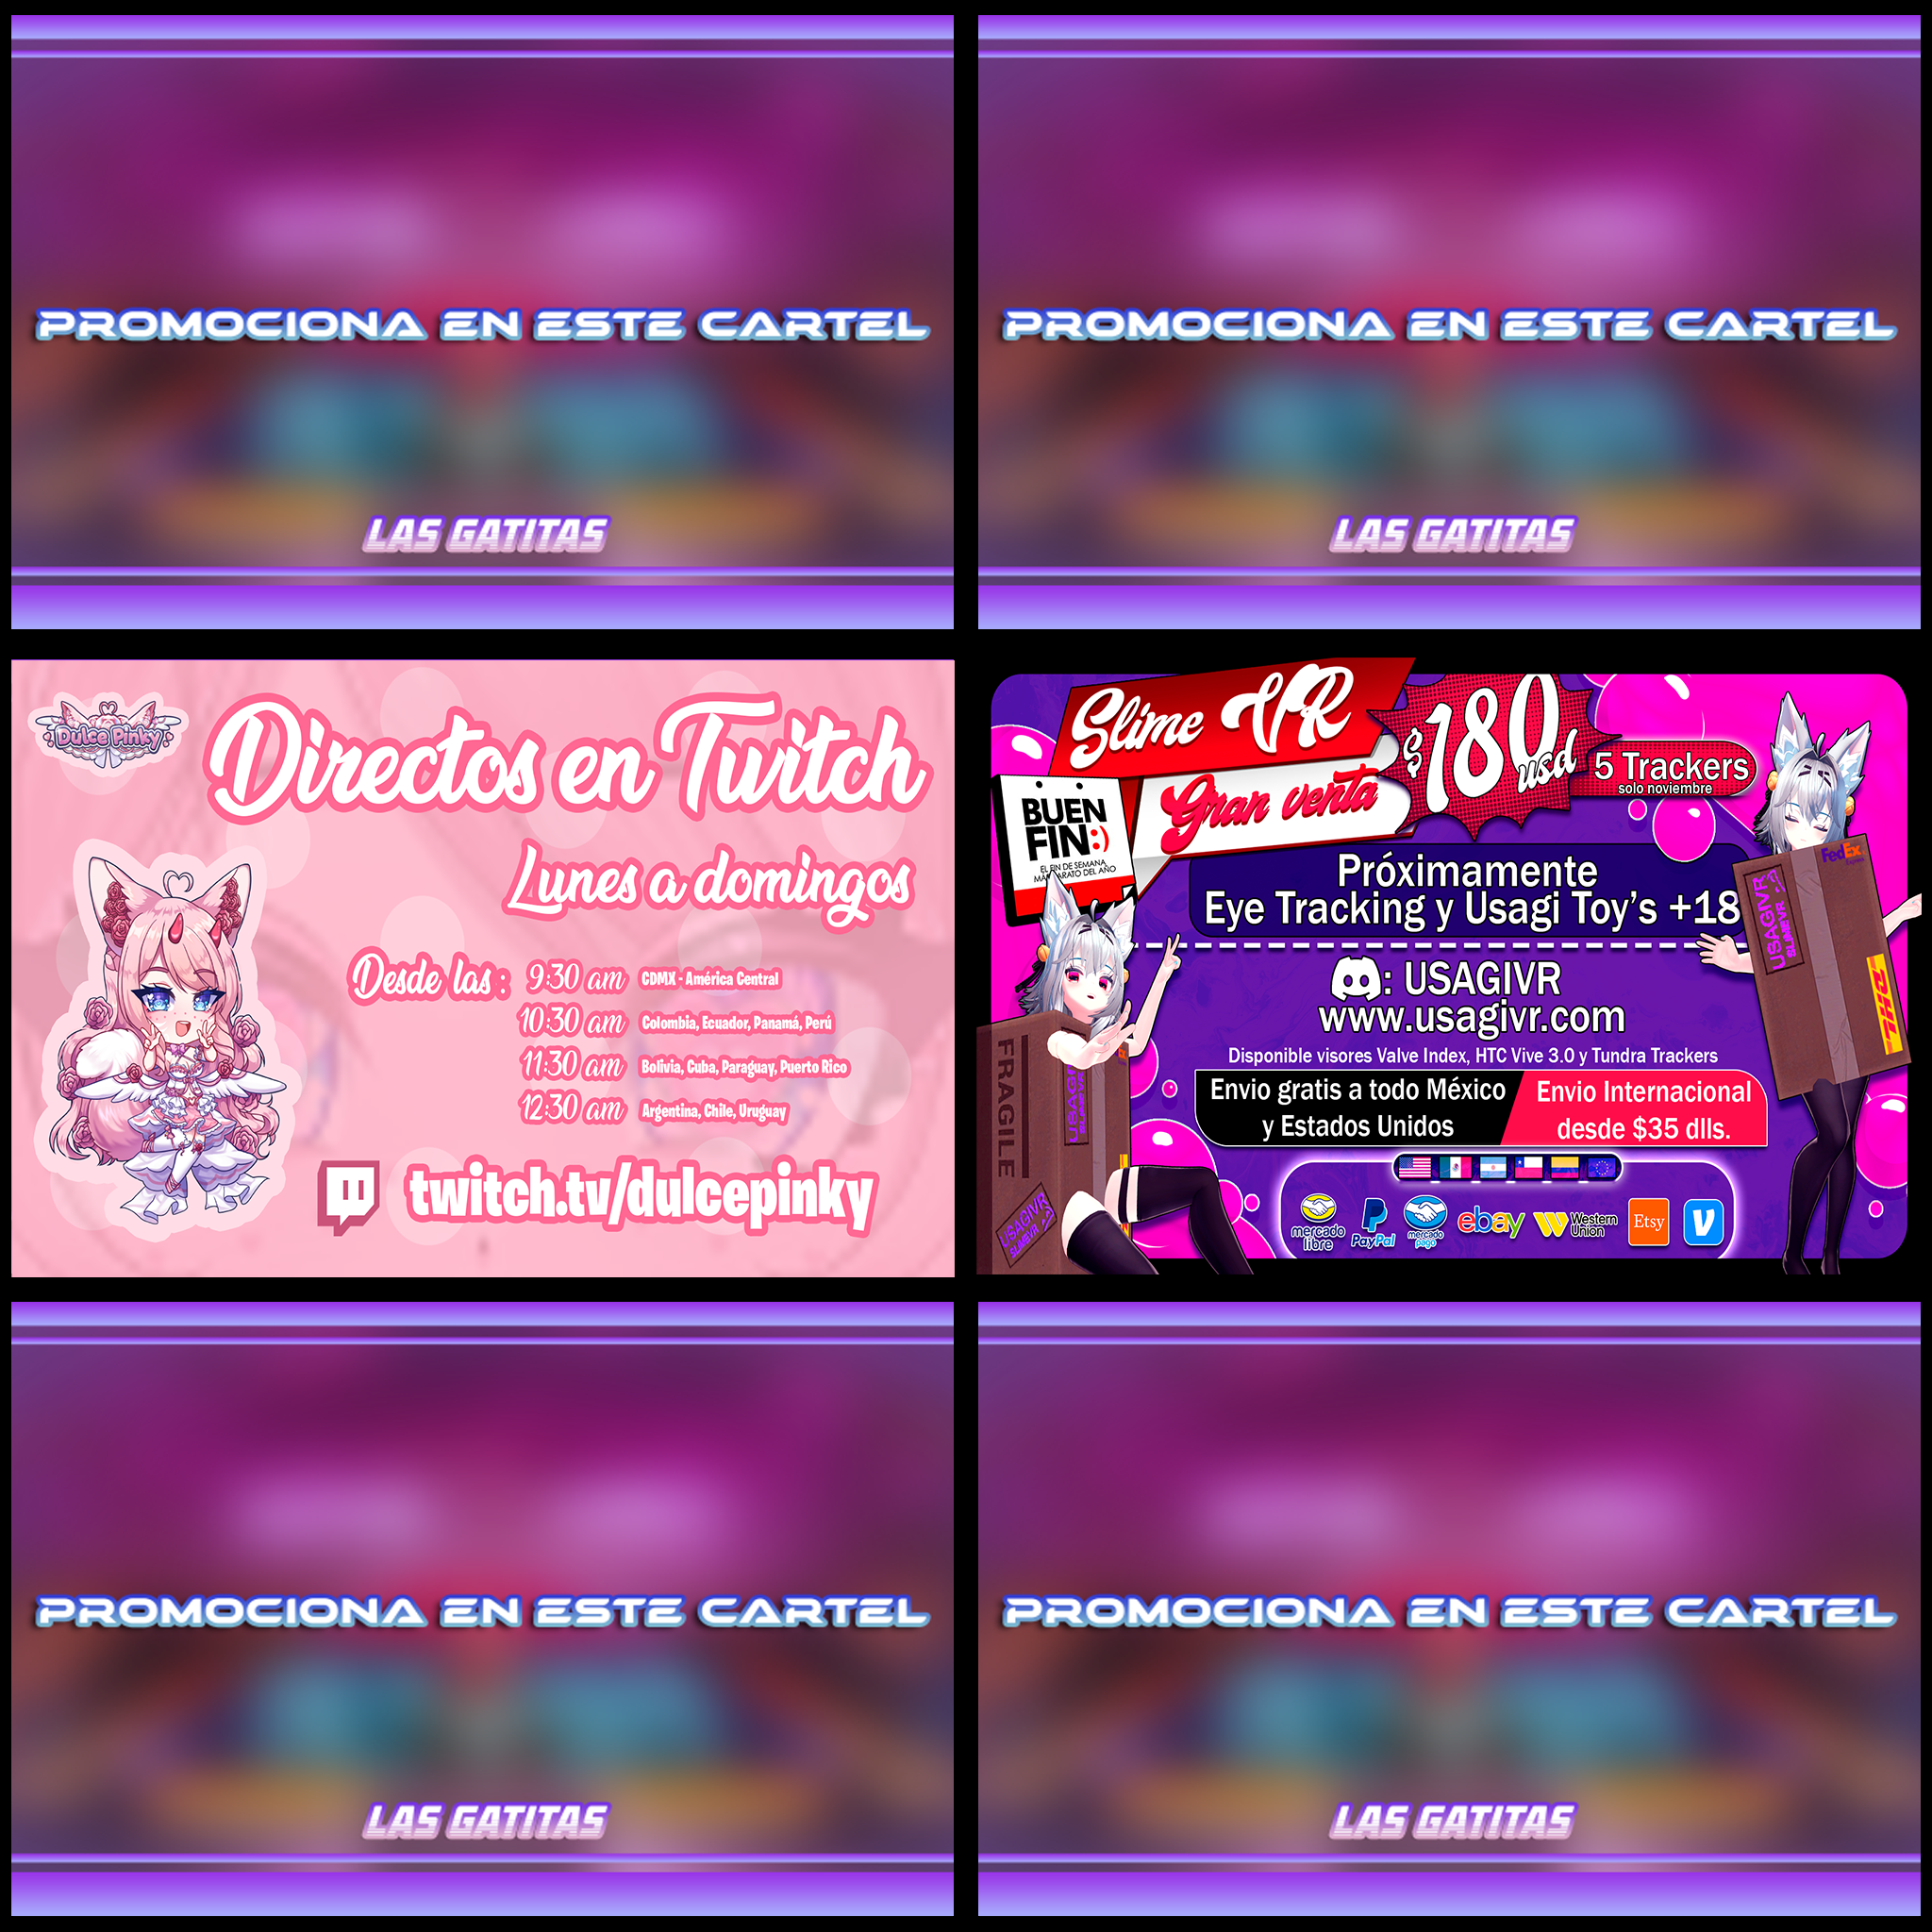 PROMOCIONA EN ESTE CARTEL
LAS GATITAS
PROMOCIONA EN ESTE CARTEL
LAS GATITAS
Dulce Pinky
Directos en Twitch
Lunes a domingos
Desde las: 9:30 am CDMX - América Central
10:30 am Colombia, Ecuador, Panamá, Perú
11:30 am Bolivia, Cuba, Paraguay, Puerto Rico
12:30 am Argentina, Chile, Uruguay
twitch.tv/dulcepinky
Slime VR
Gran venta
$180 usd
5 Trackers
solo noviembre
BUEN
FIN:)
EL FIN DE SEMANA
MÁS BARATO DEL AÑO
Próximamente
Eye Tracking y Usagi Toy's +18
: USAGIVR
www.usagivr.com
Disponible visores Valve Index, HTC Vive 3.0 y Tundra Trackers
Envio gratis a todo México
y Estados Unidos
Envio Internacional
desde $35 dlls.
mercado
libre
PayPal
mercado
pago
ebay
Western
Union
Etsy
FedEx
USAGIVR
SLIMEVR
DHL
FRAGILE
USAGIVR
SLIMEVR
USAGIVR
SLIMEVR
PROMOCIONA EN ESTE CARTEL
LAS GATITAS
PROMOCIONA EN ESTE CARTEL
LAS GATITAS